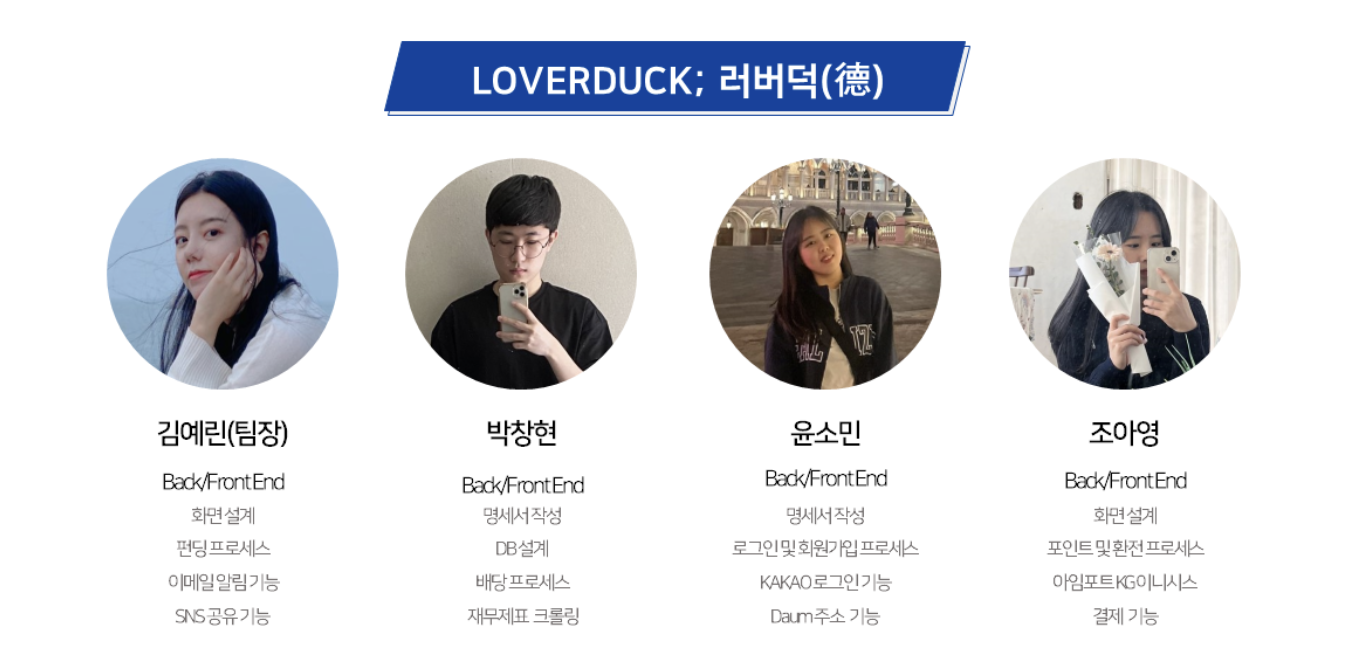 LOVERDUCK; 러버덕(德)
김예린(팀장)
Back/Front End
화면 설계
펀딩 프로세스
이메일 알림 기능
SNS 공유 기능
박창현
Back/Front End
명세서 작성
DB 설계
배당 프로세스
재무제표 크롤링
윤소민
Back/Front End
명세서 작성
로그인 및 회원가입 프로세스
KAKAO 로그인 기능
Daum 주소 기능
조아영
Back/Front End
화면 설계
포인트 및 환전 프로세스
아임포트 KG이니시스
결제 기능